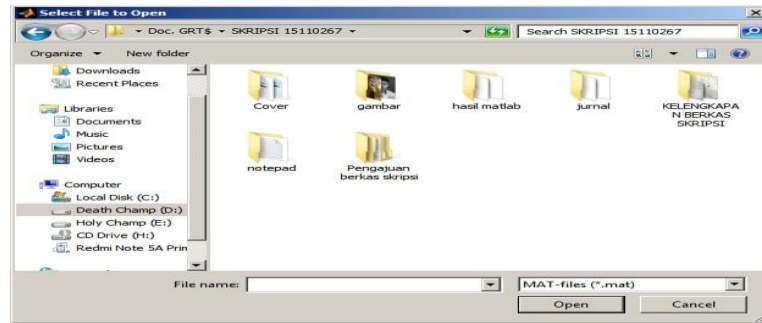 Select File to Open
Doc. GRT$ SKRIPSI 15110267
Search SKRIPSI 15110267
Organize
New folder
Downloads
Recent Places
Libraries
Documents
Music
Pictures
Videos
Computer
Local Disk (C:)
Death Champ (D:)
Holy Champ (E:)
CD Drive (H:)
Redmi Note 5A Prin
Cover
gambar
hasil matlab
jurnal
KELENGKAPA
N BERKAS
SKRIPSI
notepad
Pengajuan
berkas skripsi
File name:
MAT-files (*.mat)
Open
Cancel